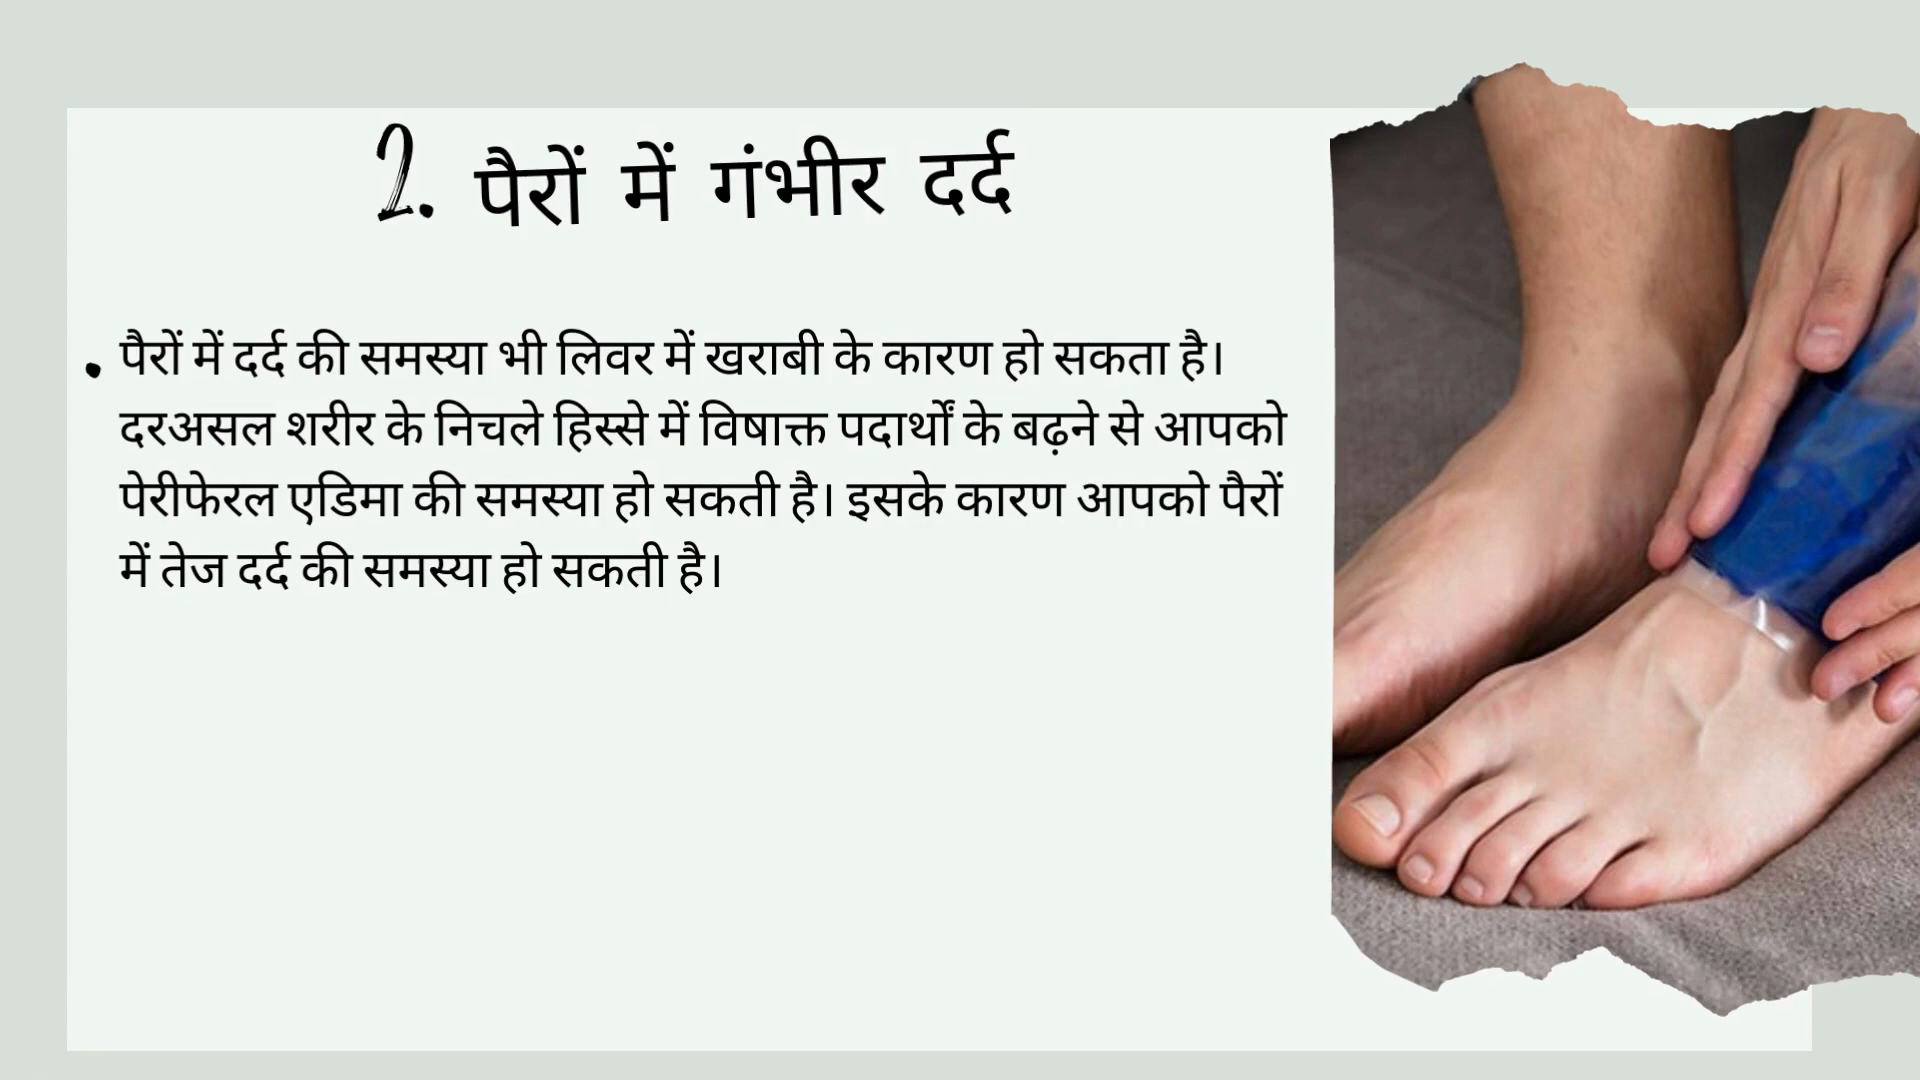 2. पैरों में गंभीर दर्द
• पैरों में दर्द की समस्या भी लिवर में खराबी के कारण हो सकता है।
दरअसल शरीर के निचले हिस्से में विषाक्त पदार्थों के बढ़ने से आपको
पेरीफेरल एडिमा की समस्या हो सकती है। इसके कारण आपको पैरों
में तेज दर्द की समस्या हो सकती है।